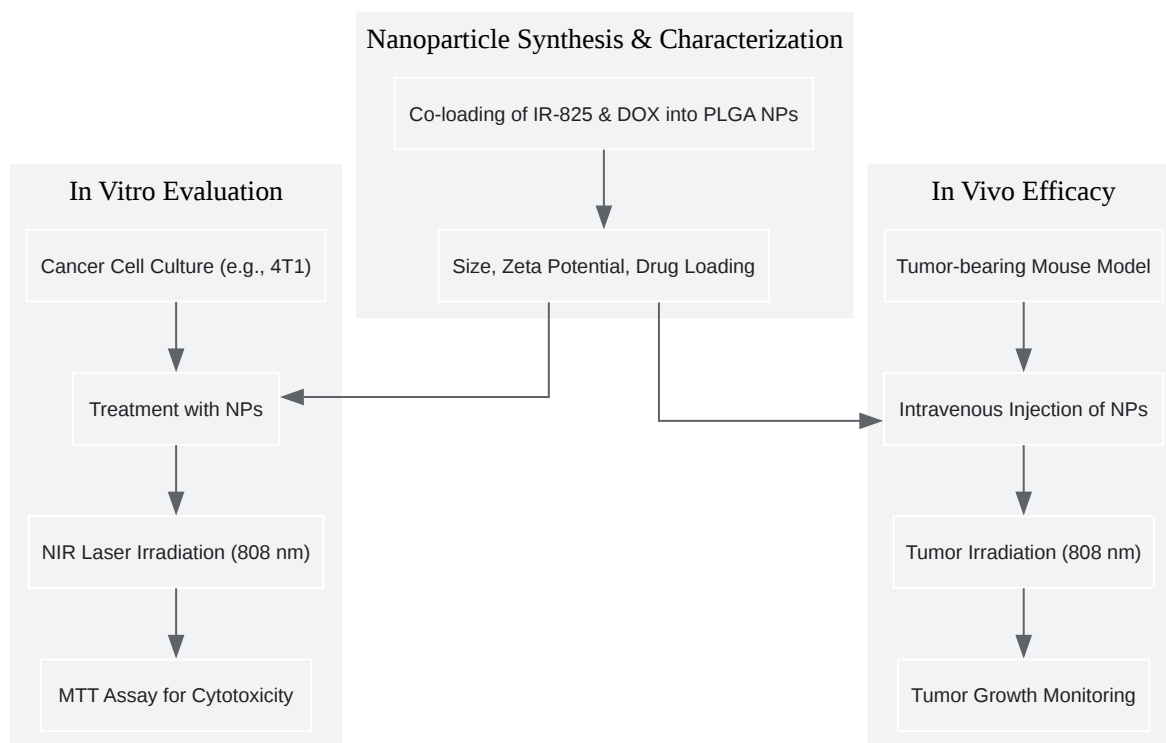 Nanoparticle Synthesis & Characterization
Co-loading of IR-825 & DOX into PLGA NPs
Size, Zeta Potential, Drug Loading
In Vitro Evaluation
Cancer Cell Culture (e.g., 4T1)
Treatment with NPs
NIR Laser Irradiation (808 nm)
MTT Assay for Cytotoxicity
In Vivo Efficacy
Tumor-bearing Mouse Model
Intravenous Injection of NPs
Tumor Irradiation (808 nm)
Tumor Growth Monitoring